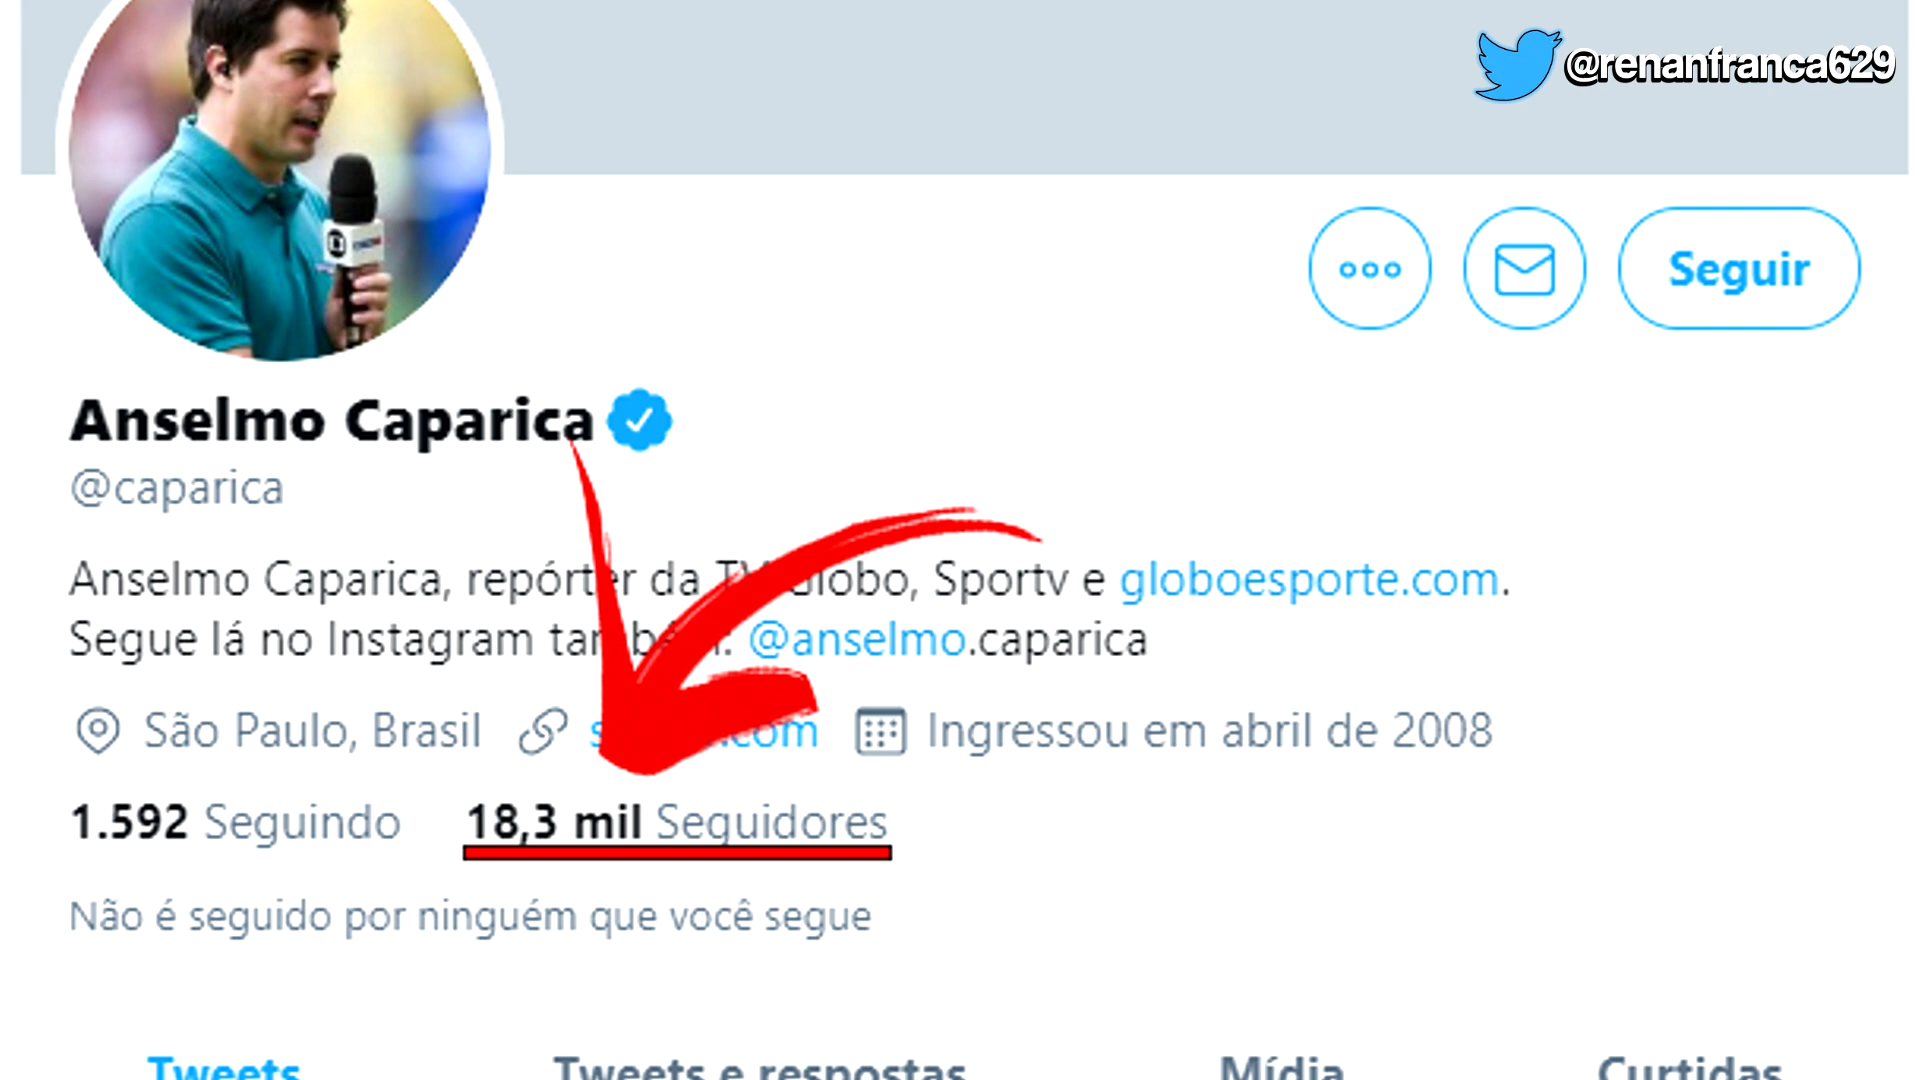 @renanfranca629
Seguir
Anselmo Caparica
@caparica
Anselmo Caparica, repórter da TV Globo, Sportv e globoesporte.com.
Segue lá no Instagram também: @anselmo.caparica
São Paulo, Brasil Ingressou em abril de 2008
1.592 Seguindo 18,3 mil Seguidores
Não é seguido por ninguém que você segue
Tweets Tweets e respostas Mídia Curtidas